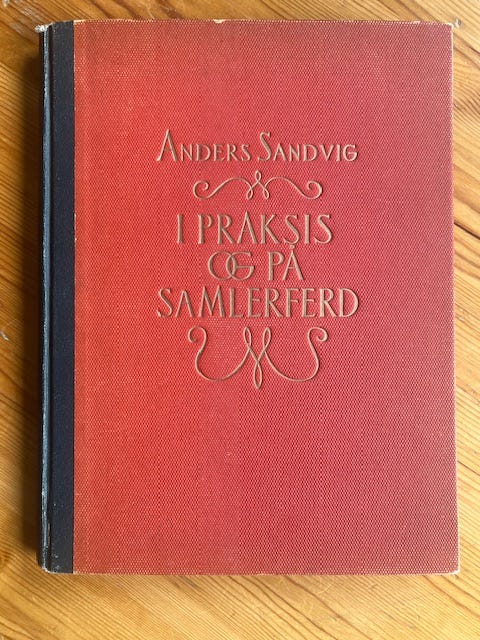 ANDERS SANDVIG
I PRAKSIS
OG PÅ
SAMLERFERD